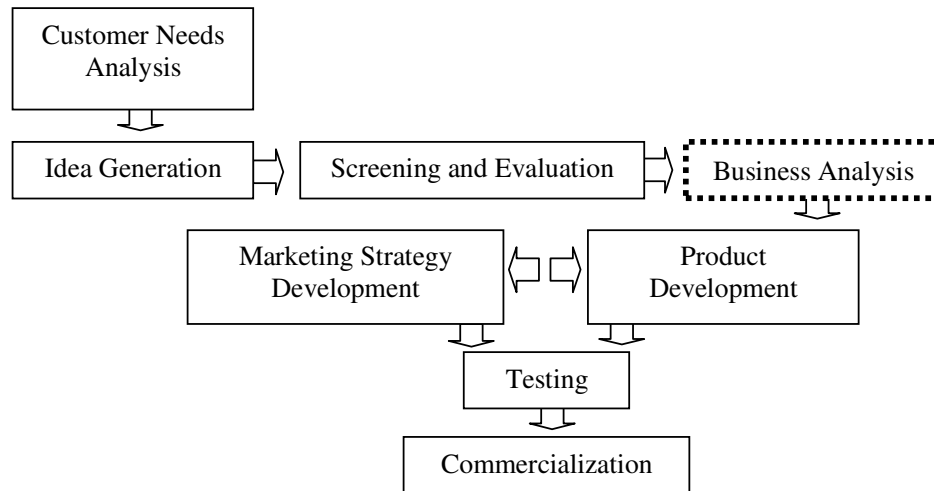 Customer Needs
Analysis
Idea Generation
Screening and Evaluation
Business Analysis
Marketing Strategy
Development
Product
Development
Testing
Commercialization